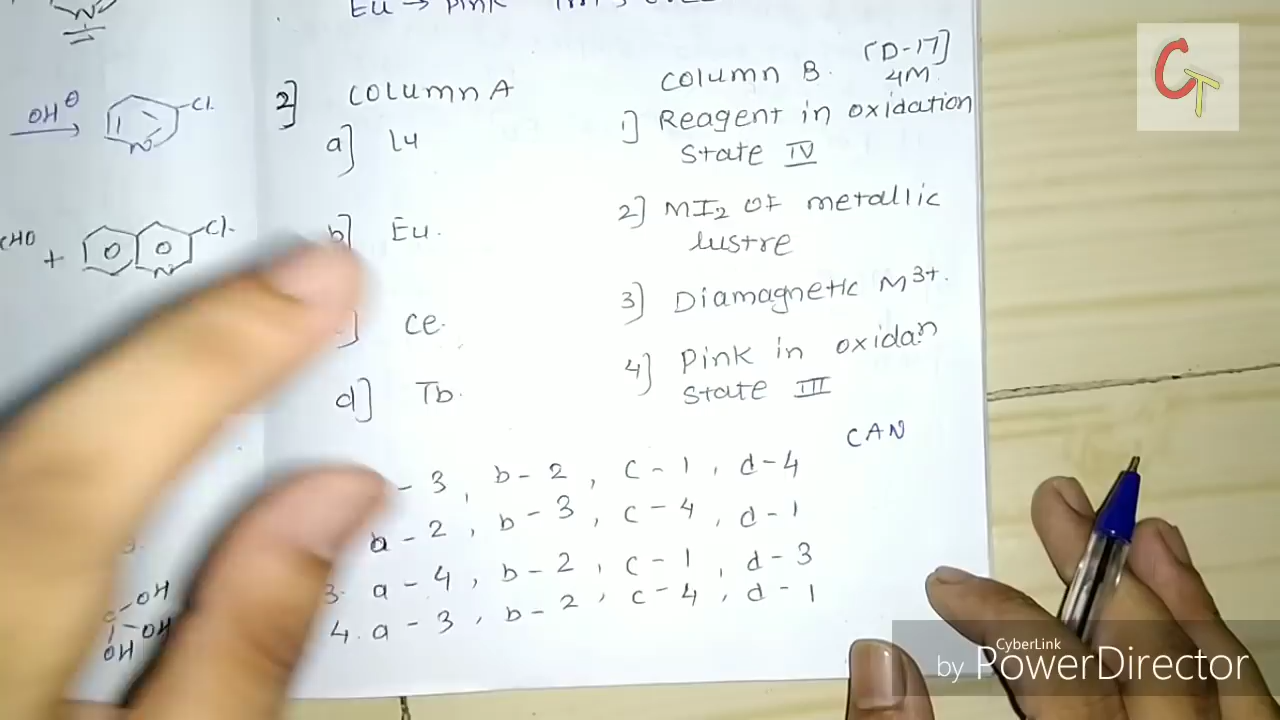 Eu → Pink
OH⊖
Cl.
N
CHO + Cl.
N
C-OH
OH
OH
2] COLUMN A
COLUMN B. [D-17]
4M
a] Lu
1] Reagent in oxidation
state IV
b] Eu.
2] MI2 OF metallic
lustre
Ce.
3] Diamagnetic M3+.
d] Tb.
4] Pink in oxidan
state III
CAN
- 3, b - 2, c - 1, d - 4
a - 2, b - 3, c - 4, d - 1
3. a - 4, b - 2, c - 1, d - 3
4. a - 3, b - 2, c - 4, d - 1
CT
CyberLink
by PowerDirector